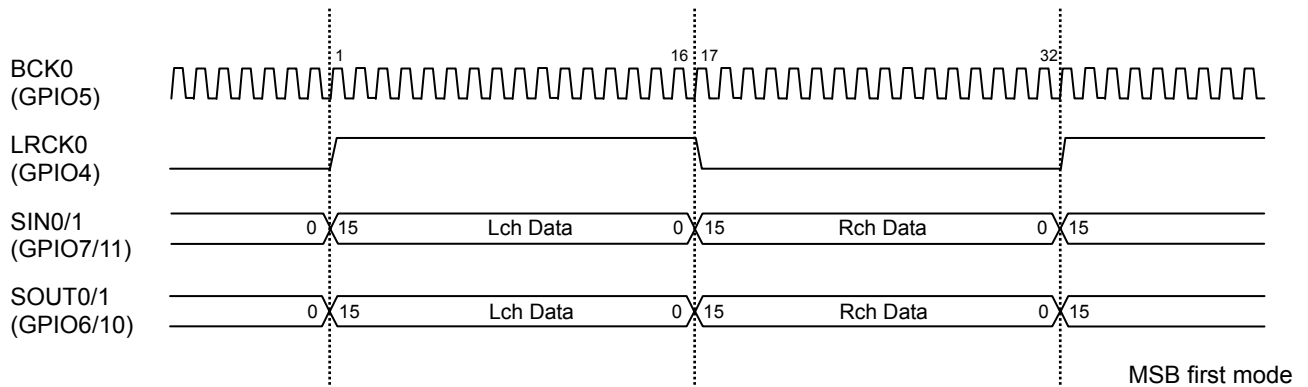 1 16 17 32
BCK0
(GPIO5)
LRCK0
(GPIO4)
SIN0/1
(GPIO7/11)
0 15 Lch Data 0 15 Rch Data 0 15
SOUT0/1
(GPIO6/10)
0 15 Lch Data 0 15 Rch Data 0 15
MSB first mode